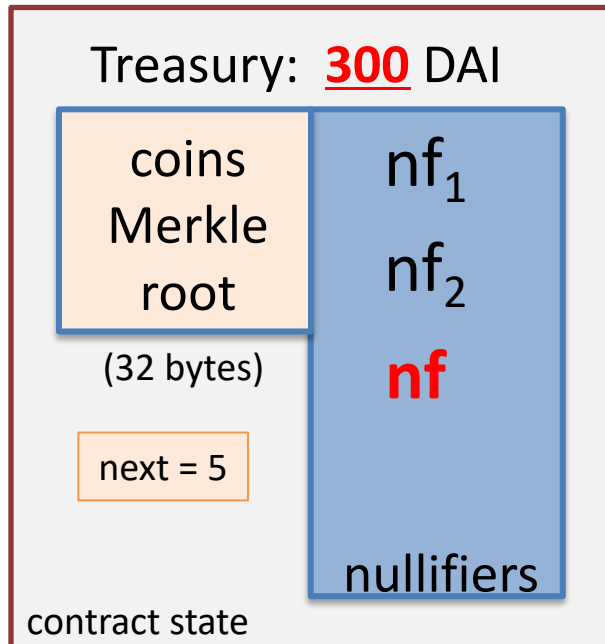 Treasury: 300 DAI
coins
Merkle
root
(32 bytes)
next = 5
nf₁
nf₂
nf
nullifiers
contract state